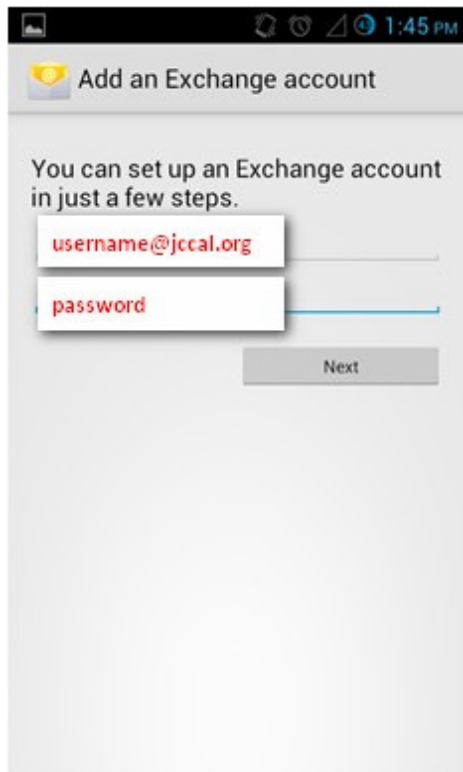 43 1:45 PM
Add an Exchange account
You can set up an Exchange account
in just a few steps.
username@jccal.org
password
Next